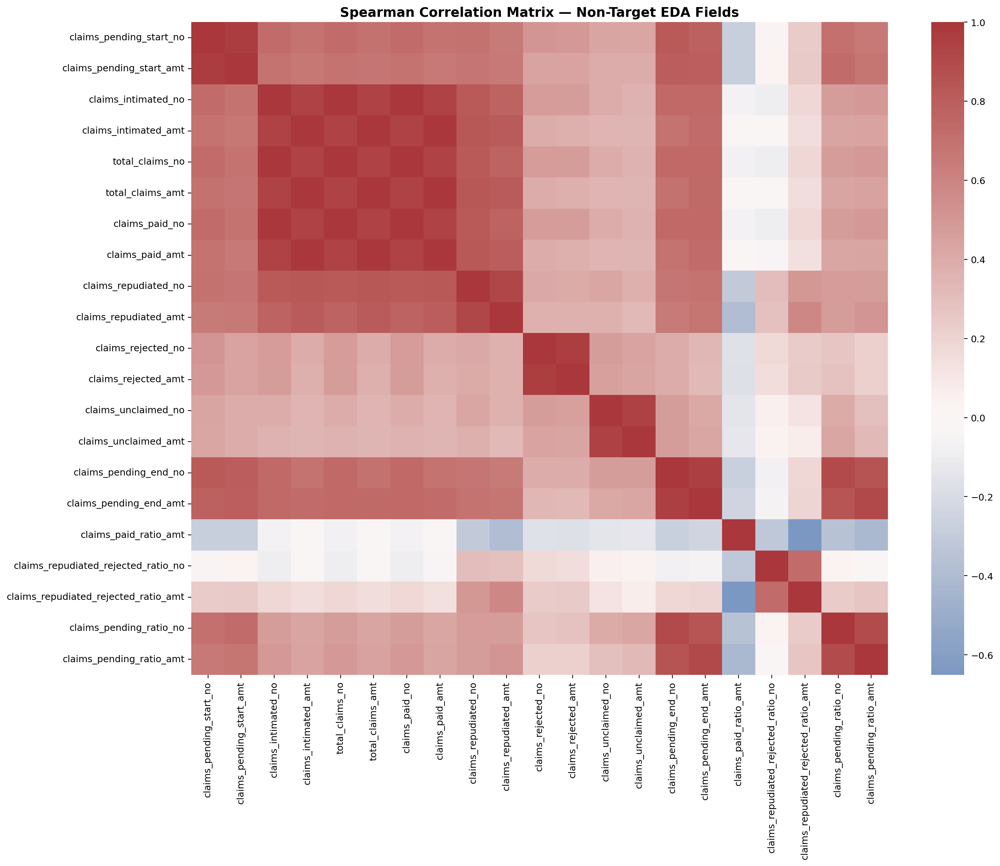 Spearman Correlation Matrix — Non-Target EDA Fields
claims_pending_start_no
claims_pending_start_amt
claims_intimated_no
claims_intimated_amt
total_claims_no
total_claims_amt
claims_paid_no
claims_paid_amt
claims_repudiated_no
claims_repudiated_amt
claims_rejected_no
claims_rejected_amt
claims_unclaimed_no
claims_unclaimed_amt
claims_pending_end_no
claims_pending_end_amt
claims_paid_ratio_amt
claims_repudiated_rejected_ratio_no
claims_repudiated_rejected_ratio_amt
claims_pending_ratio_no
claims_pending_ratio_amt
claims_pending_start_no
claims_pending_start_amt
claims_intimated_no
claims_intimated_amt
total_claims_no
total_claims_amt
claims_paid_no
claims_paid_amt
claims_repudiated_no
claims_repudiated_amt
claims_rejected_no
claims_rejected_amt
claims_unclaimed_no
claims_unclaimed_amt
claims_pending_end_no
claims_pending_end_amt
claims_paid_ratio_amt
claims_repudiated_rejected_ratio_no
claims_repudiated_rejected_ratio_amt
claims_pending_ratio_no
claims_pending_ratio_amt
1.0
0.8
0.6
0.4
0.2
0.0
−0.2
−0.4
−0.6